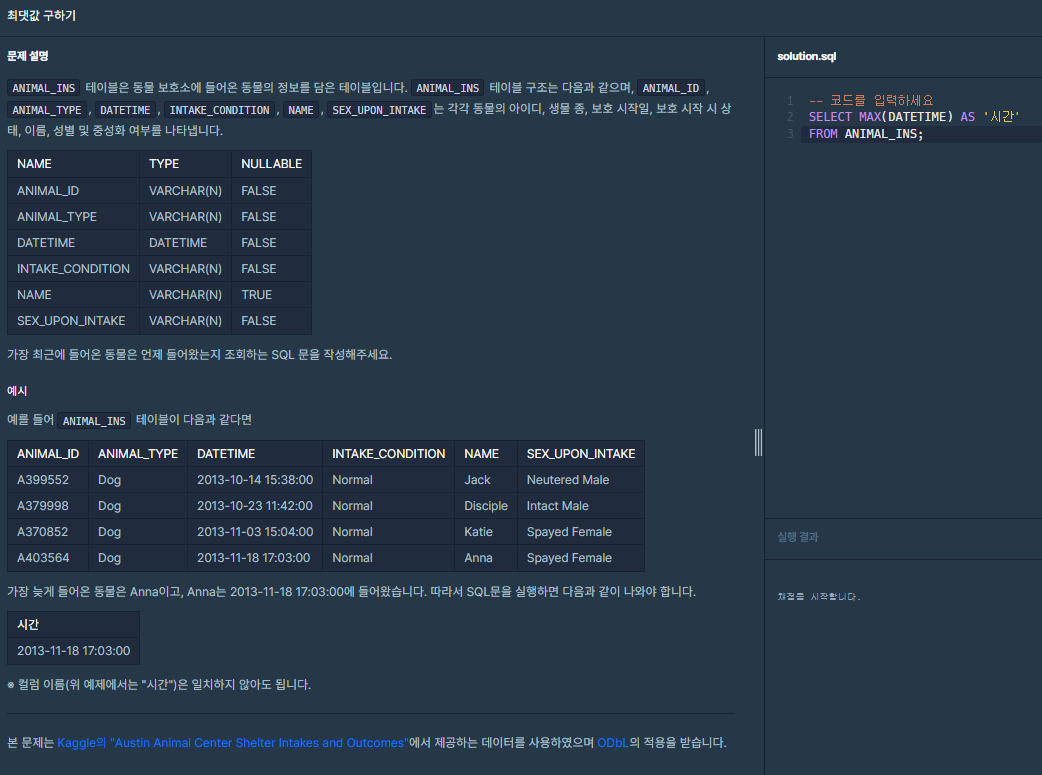 최댓값 구하기
문제 설명
ANIMAL_INS 테이블은 동물 보호소에 들어온 동물의 정보를 담은 테이블입니다. ANIMAL_INS 테이블 구조는 다음과 같으며, ANIMAL_ID ,
ANIMAL_TYPE , DATETIME , INTAKE_CONDITION , NAME , SEX_UPON_INTAKE 는 각각 동물의 아이디, 생물 종, 보호 시작일, 보호 시작 시 상
태, 이름, 성별 및 중성화 여부를 나타냅니다.
NAME TYPE NULLABLE
ANIMAL_ID VARCHAR(N) FALSE
ANIMAL_TYPE VARCHAR(N) FALSE
DATETIME DATETIME FALSE
INTAKE_CONDITION VARCHAR(N) FALSE
NAME VARCHAR(N) TRUE
SEX_UPON_INTAKE VARCHAR(N) FALSE
가장 최근에 들어온 동물은 언제 들어왔는지 조회하는 SQL 문을 작성해주세요.
예시
예를 들어 ANIMAL_INS 테이블이 다음과 같다면
ANIMAL_ID ANIMAL_TYPE DATETIME INTAKE_CONDITION NAME SEX_UPON_INTAKE
A399552 Dog 2013-10-14 15:38:00 Normal Jack Neutered Male
A379998 Dog 2013-10-23 11:42:00 Normal Disciple Intact Male
A370852 Dog 2013-11-03 15:04:00 Normal Katie Spayed Female
A403564 Dog 2013-11-18 17:03:00 Normal Anna Spayed Female
가장 늦게 들어온 동물은 Anna이고, Anna는 2013-11-18 17:03:00에 들어왔습니다. 따라서 SQL문을 실행하면 다음과 같이 나와야 합니다.
시간
2013-11-18 17:03:00
※ 컬럼 이름(위 예제에서는 "시간")은 일치하지 않아도 됩니다.
본 문제는 Kaggle의 "Austin Animal Center Shelter Intakes and Outcomes"에서 제공하는 데이터를 사용하였으며 ODbL의 적용을 받습니다.
solution.sql
1 -- 코드를 입력하세요
2 SELECT MAX(DATETIME) AS '시간'
3 FROM ANIMAL_INS;
실행 결과
채점을 시작합니다.